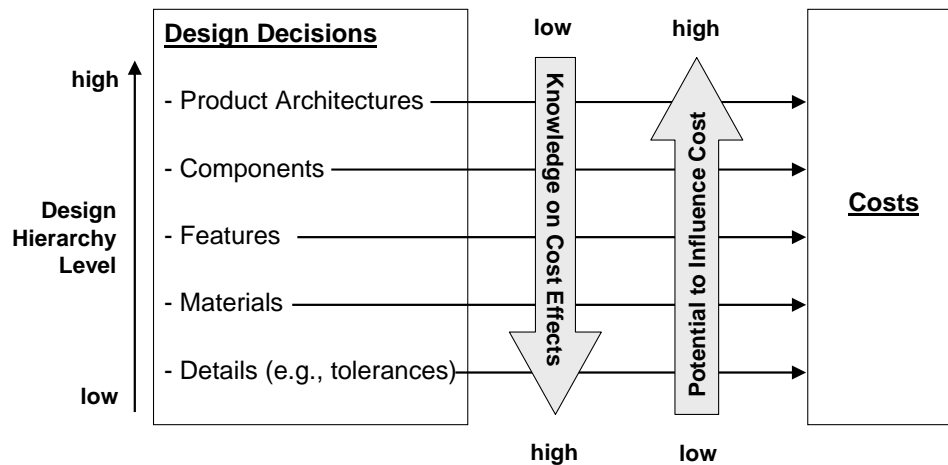 Design Decisions
low
high
high
- Product Architectures
- Components
Design
Hierarchy
Level
- Features
- Materials
- Details (e.g., tolerances)
low
Knowledge on Cost Effects
Potential to Influence Cost
Costs
high
low